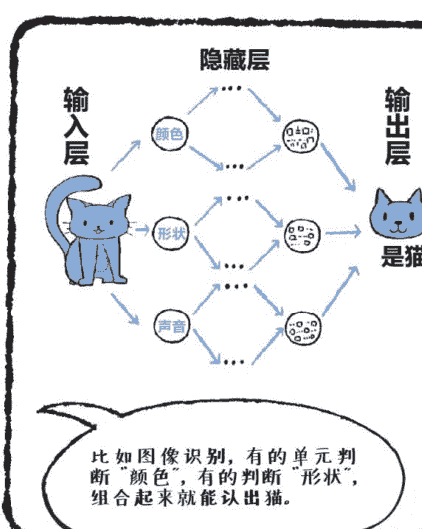 隐藏层
输入层
输出层
颜色
形状
声音
是猫
比如图像识别，有的单元判
断“颜色”，有的判断“形状”，
组合起来就能认出猫。